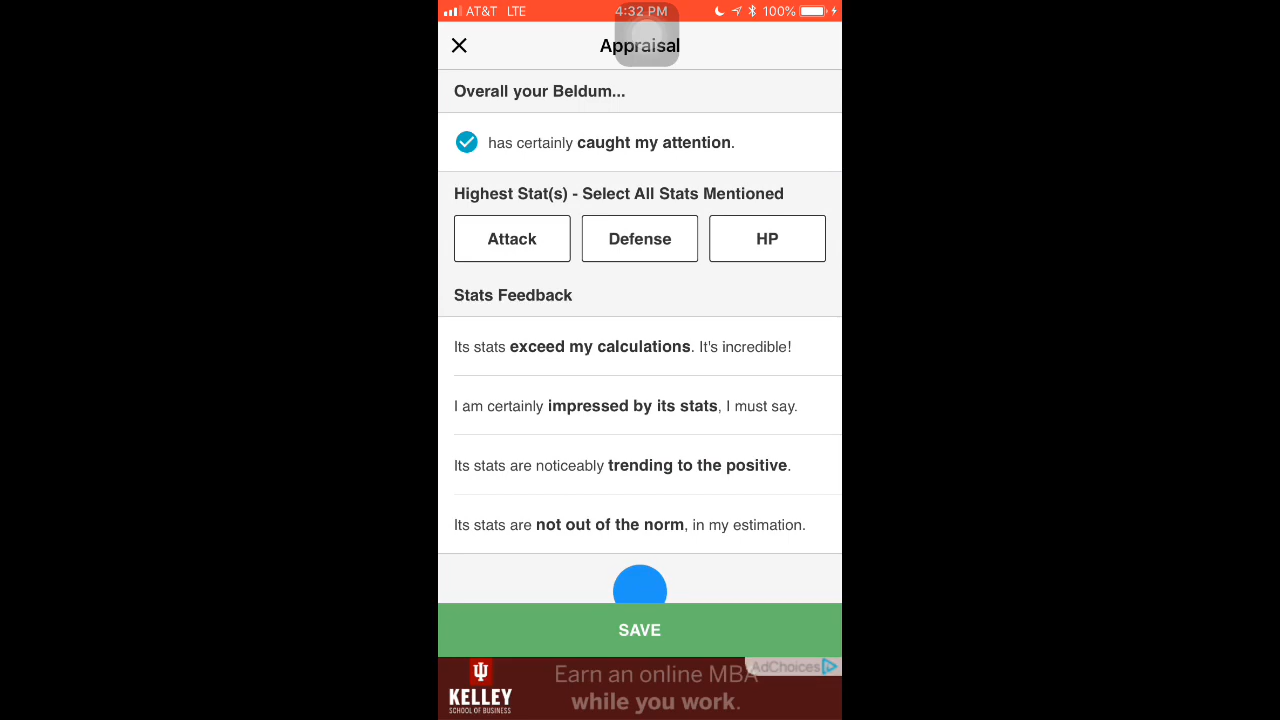 AT&T LTE 4:32 PM 100%
Appraisal
Overall your Beldum...
has certainly caught my attention.
Highest Stat(s) - Select All Stats Mentioned
Attack Defense HP
Stats Feedback
Its stats exceed my calculations. It's incredible!
I am certainly impressed by its stats, I must say.
Its stats are noticeably trending to the positive.
Its stats are not out of the norm, in my estimation.
SAVE
AdChoices
KELLEY
SCHOOL OF BUSINESS
Earn an online MBA
while you work.